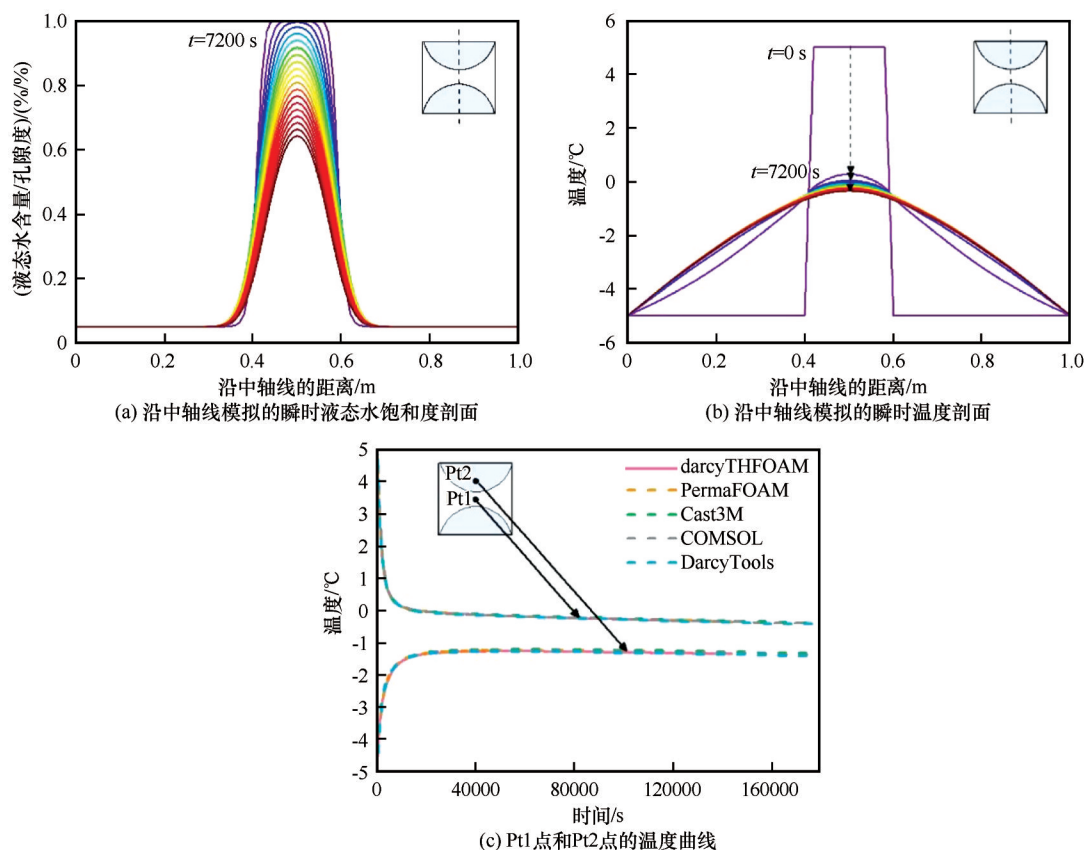 1.0
0.8
0.6
0.4
0.2
0
(液态水含量/孔隙度)/(%/%)
t=7200 s
0
0.2
0.4
0.6
0.8
1.0
沿中轴线的距离/m
(a) 沿中轴线模拟的瞬时液态水饱和度剖面
6
4
2
0
-2
-4
-6
温度/℃
t=0 s
t=7200 s
0
0.2
0.4
0.6
0.8
1.0
沿中轴线的距离/m
(b) 沿中轴线模拟的瞬时温度剖面
5
4
3
2
1
0
-1
-2
-3
-4
-5
温度/℃
Pt2
Pt1
darcyTHFOAM
PermaFOAM
Cast3M
COMSOL
DarcyTools
0
40000
80000
120000
160000
时间/s
(c) Pt1点和Pt2点的温度曲线